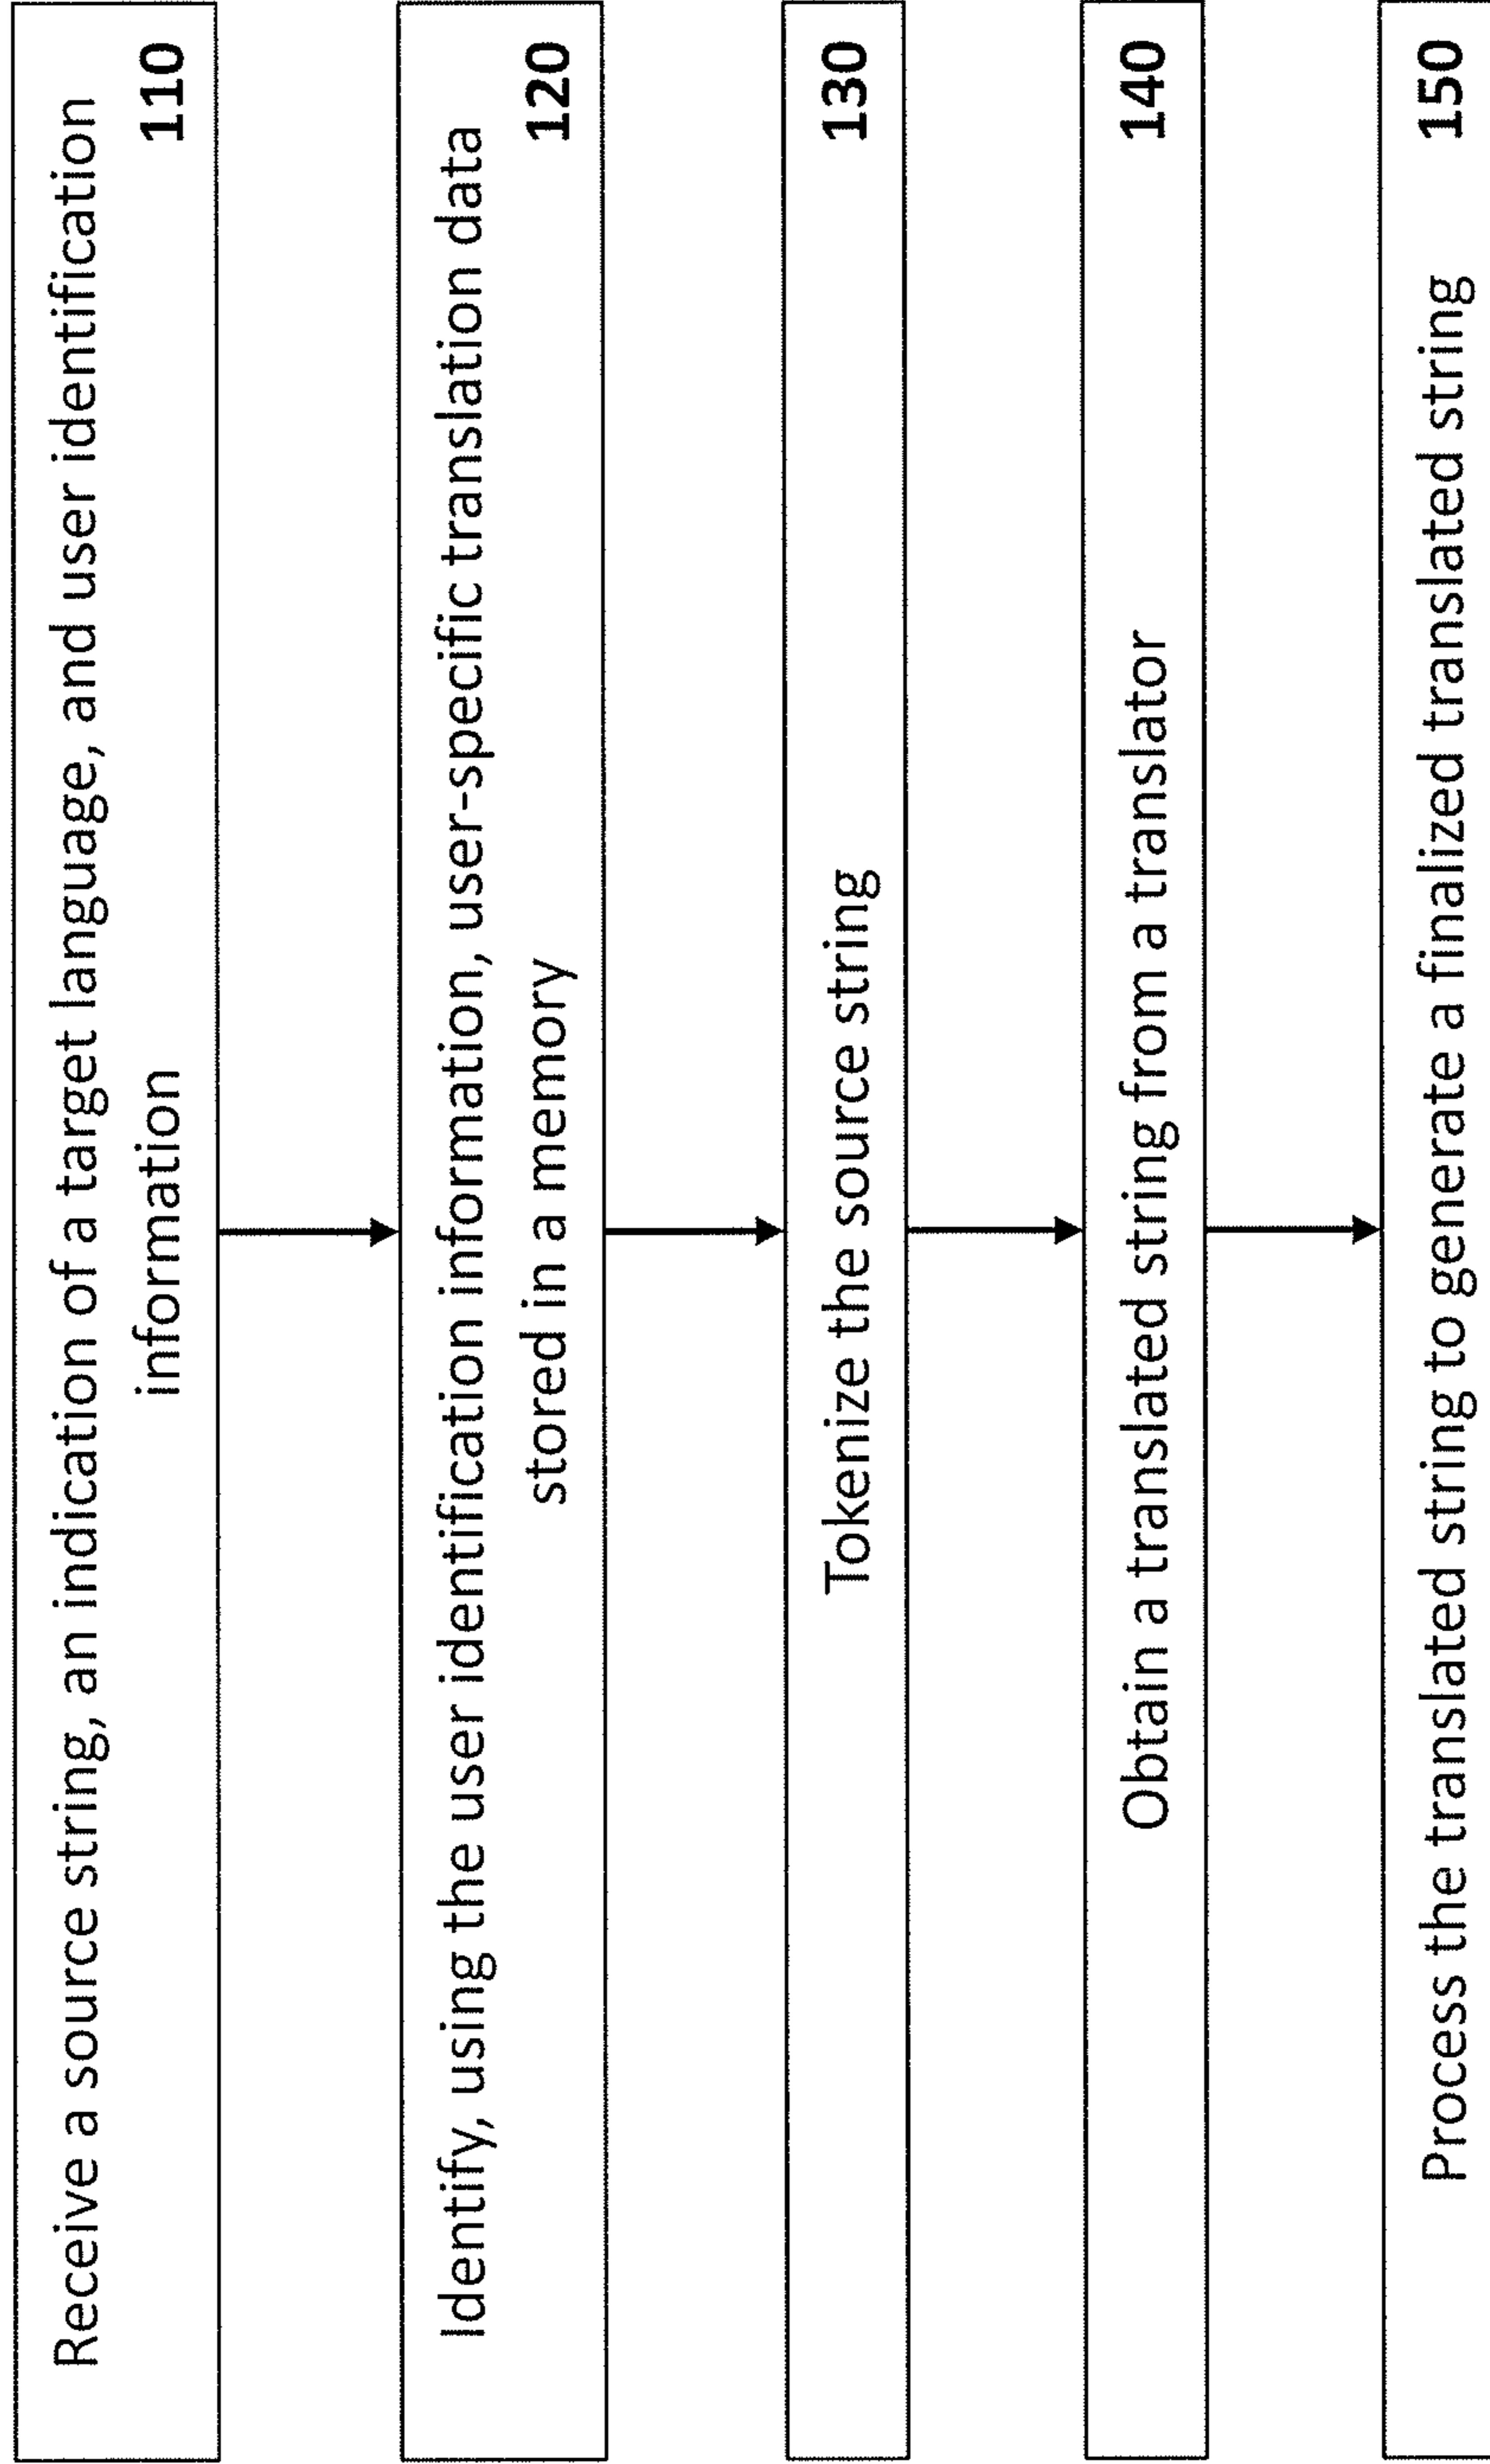 Receive a source string, an indication of a target language, and user identification
information
110
Identify, using the user identification information, user-specific translation data
stored in a memory
120
Tokenize the source string
130
Obtain a translated string from a translator
140
Process the translated string to generate a finalized translated string
150